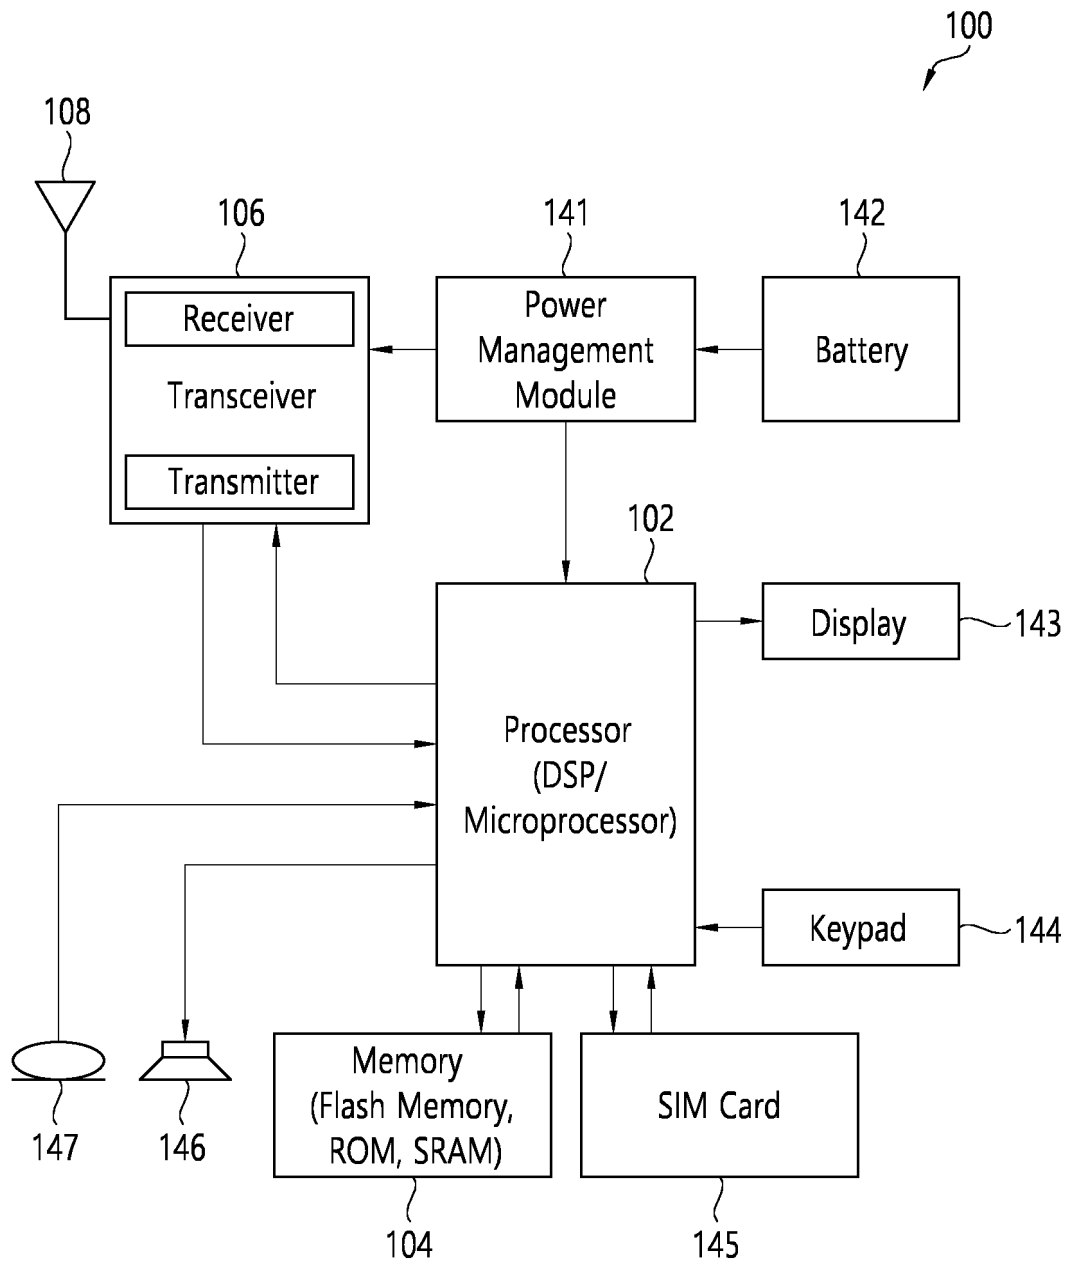 100
108
106
141
142
Receiver
Transceiver
Transmitter
Power
Management
Module
Battery
102
Display
143
Processor
(DSP/
Microprocessor)
Keypad
144
147
146
Memory
(Flash Memory,
ROM, SRAM)
SIM Card
104
145